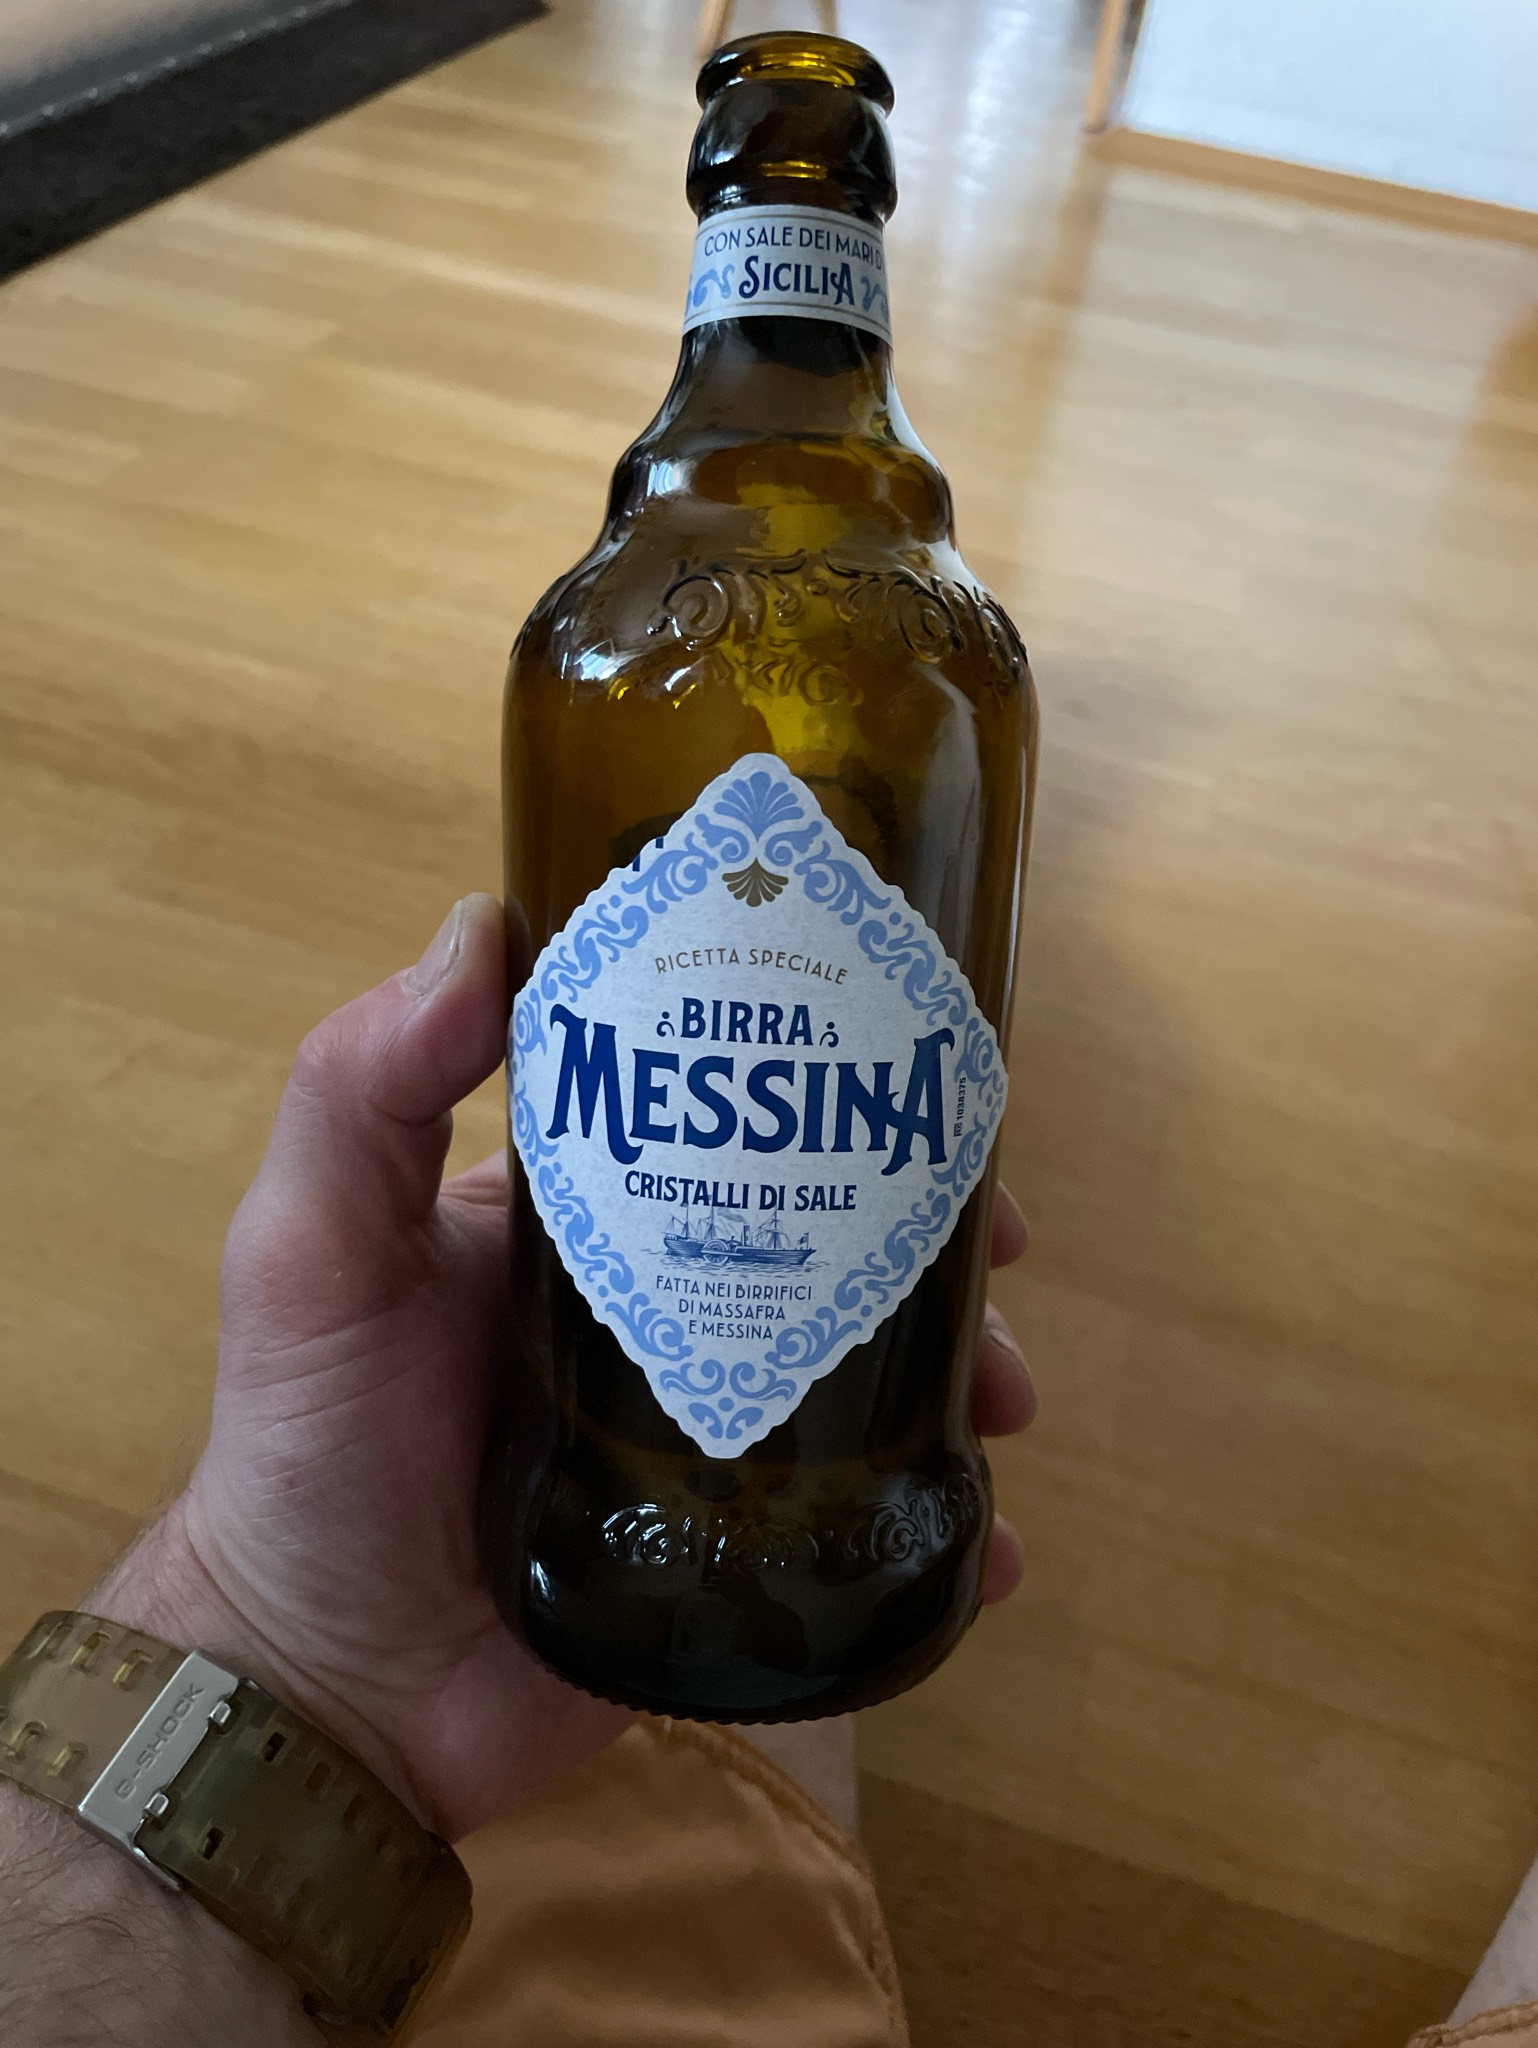 CON SALE DEI MARI D
SICILIA
RICETTA SPECIALE
BIRRA
MESSINA
1038375
CRISTALLI DI SALE
FATTA NEI BIRRIFICI
DI MASSAFRA
E MESSINA
G-SHOCK